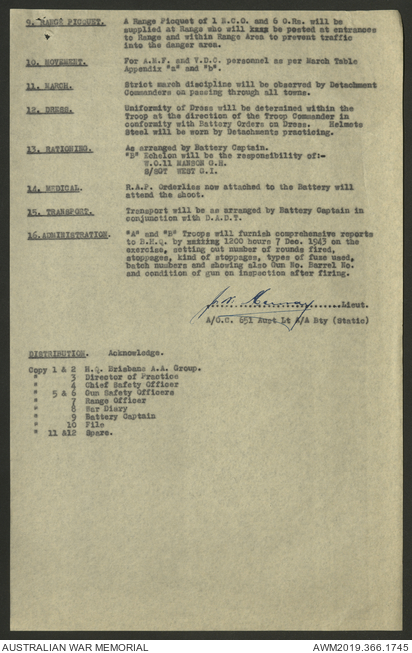 9. RANGE PICQUET. A Range Picquet of 1 N.C.O. and 6 O.Rs. will be
supplied at Range who will be posted at entrances
to Range and within Range Area to prevent traffic
into the danger area.
10. MOVEMENT. For A.M.F. and V.D.C. personnel as per March Table
Appendix "a" and "b".
11. MARCH. Strict march discipline will be observed by Detachment
Commanders on passing through all towns.
12. DRESS. Uniformity of Dress will be determined within the
Troop at the direction of the Troop Commander in
conformity with Battery Orders on Dress. Helmets
Steel will be worn by Detachments practicing.
13. RATIONING. As arranged by Battery Captain.
"B" Echelon will be the responsibility of:-
W.O.11 MANSON G.H.
S/SGT WEST G.I.
14. MEDICAL. R.A.P. Orderlies now attached to the Battery will
attend the shoot.
15. TRANSPORT. Transport will be as arranged by Battery Captain in
conjunction with D.A.D.T.
16. ADMINISTRATION. "A" and "B" Troops will furnish comprehensive reports
to B.H.Q. by 1200 hours 7 Dec. 1943 on the
exercise, setting out number of rounds fired,
stoppages, kind of stoppages, types of fuse used,
batch numbers and showing also Gun No. Barrel No.
and condition of gun on inspection after firing.
Lieut.
A/O.C. 651 Aust Lt A/A Bty (Static)
DISTRIBUTION. Acknowledge.
Copy 1 & 2 H.Q. Brisbane A.A. Group.
" 3 Director of Practice
" 4 Chief Safety Officer
" 5 & 6 Gun Safety Officers
" 7 Range Officer
" 8 War Diary
" 9 Battery Captain
" 10 File
" 11 &12 Spare.
AUSTRALIAN WAR MEMORIAL AWM2019.366.1745